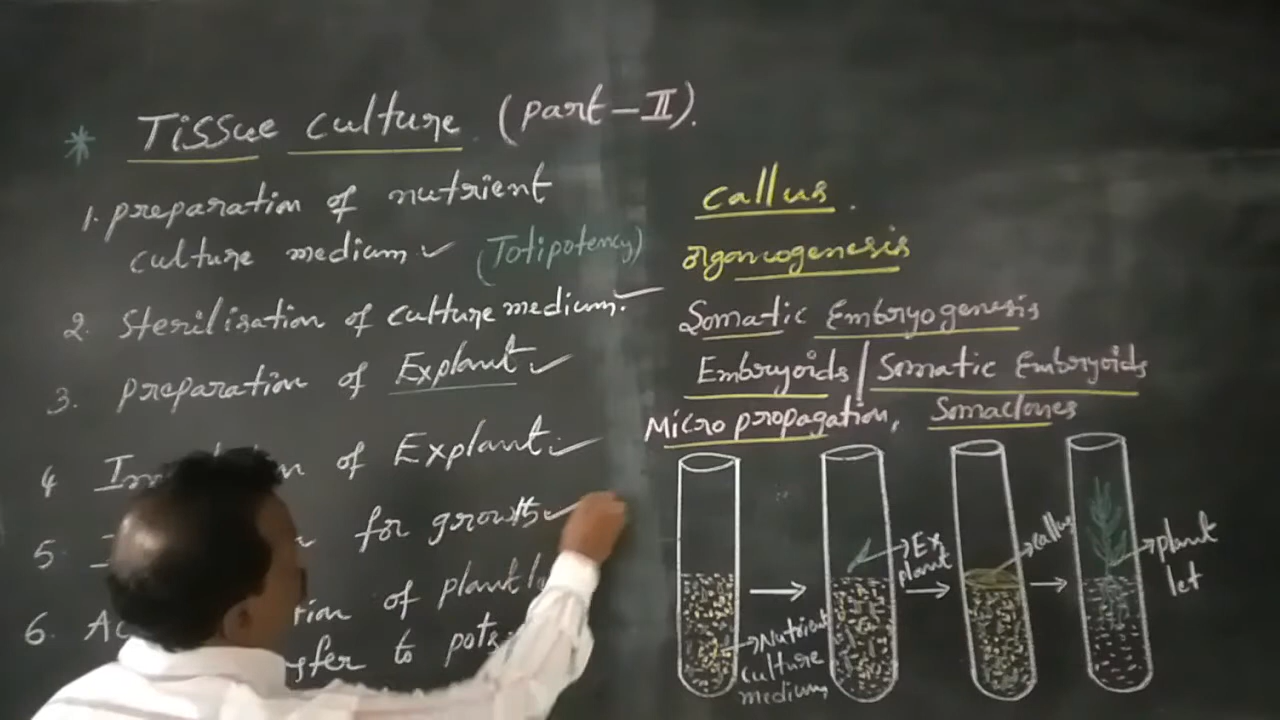 * Tissue culture (Part-II).
1. preparation of nutrient
culture medium (Totipotency)
2. Sterilisation of culture medium.
3. preparation of Explant
4 of Explant
5 for growth
6. of
to pots
callus.
Somatic Embryogenesis
Embryoids / Somatic Embryoids
Micropropagation, Somaclones
Nutrient
culture
medium,
Ex
plant
callus
plant
let